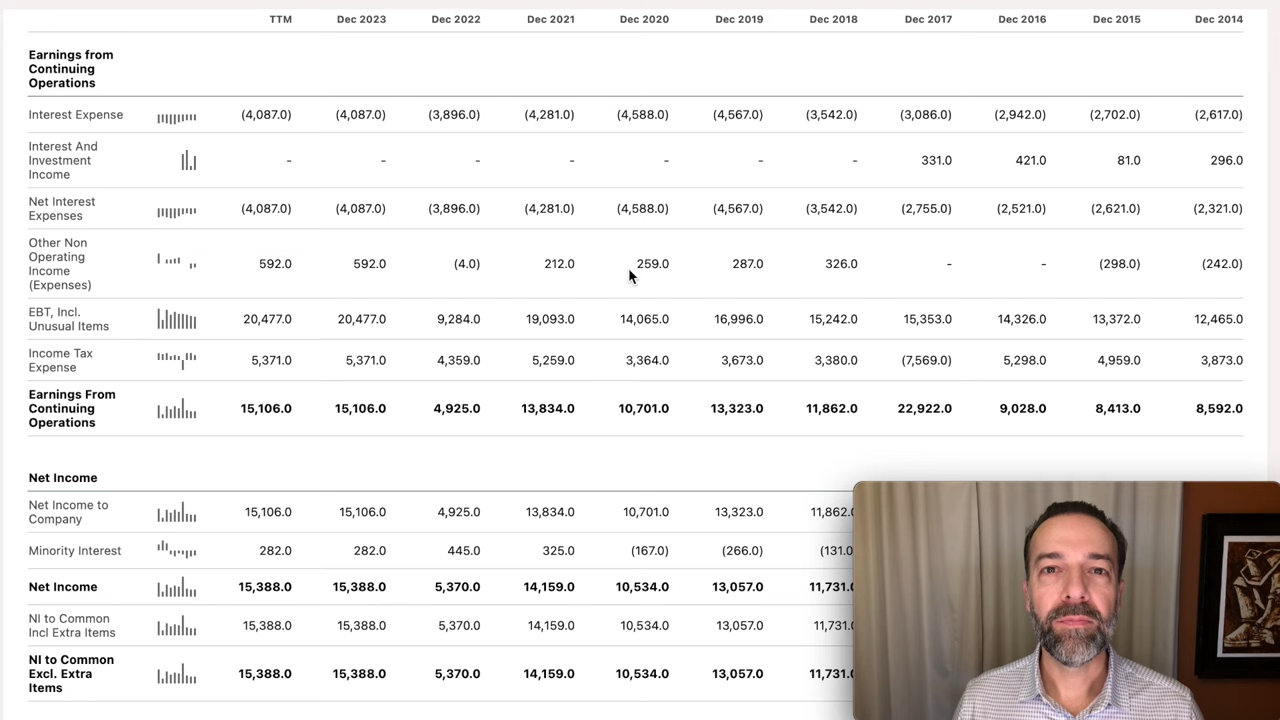 TTM Dec 2023 Dec 2022 Dec 2021 Dec 2020 Dec 2019 Dec 2018 Dec 2017 Dec 2016 Dec 2015 Dec 2014
Earnings from
Continuing
Operations
Interest Expense (4,087.0) (4,087.0) (3,896.0) (4,281.0) (4,588.0) (4,567.0) (3,542.0) (3,086.0) (2,942.0) (2,702.0) (2,617.0)
Interest And
Investment - - - - - - - 331.0 421.0 81.0 296.0
Income
Net Interest
Expenses (4,087.0) (4,087.0) (3,896.0) (4,281.0) (4,588.0) (4,567.0) (3,542.0) (2,755.0) (2,521.0) (2,621.0) (2,321.0)
Other Non
Operating
Income 592.0 592.0 (4.0) 212.0 259.0 287.0 326.0 - - (298.0) (242.0)
(Expenses)
EBT, Incl.
Unusual Items 20,477.0 20,477.0 9,284.0 19,093.0 14,065.0 16,996.0 15,242.0 15,353.0 14,326.0 13,372.0 12,465.0
Income Tax
Expense 5,371.0 5,371.0 4,359.0 5,259.0 3,364.0 3,673.0 3,380.0 (7,569.0) 5,298.0 4,959.0 3,873.0
Earnings From
Continuing 15,106.0 15,106.0 4,925.0 13,834.0 10,701.0 13,323.0 11,862.0 22,922.0 9,028.0 8,413.0 8,592.0
Operations
Net Income
Net Income to
Company 15,106.0 15,106.0 4,925.0 13,834.0 10,701.0 13,323.0 11,862.
Minority Interest 282.0 282.0 445.0 325.0 (167.0) (266.0) (131.0
Net Income 15,388.0 15,388.0 5,370.0 14,159.0 10,534.0 13,057.0 11,731.
NI to Common
Incl Extra Items 15,388.0 15,388.0 5,370.0 14,159.0 10,534.0 13,057.0 11,731.
NI to Common
Excl. Extra 15,388.0 15,388.0 5,370.0 14,159.0 10,534.0 13,057.0 11,731.
Items